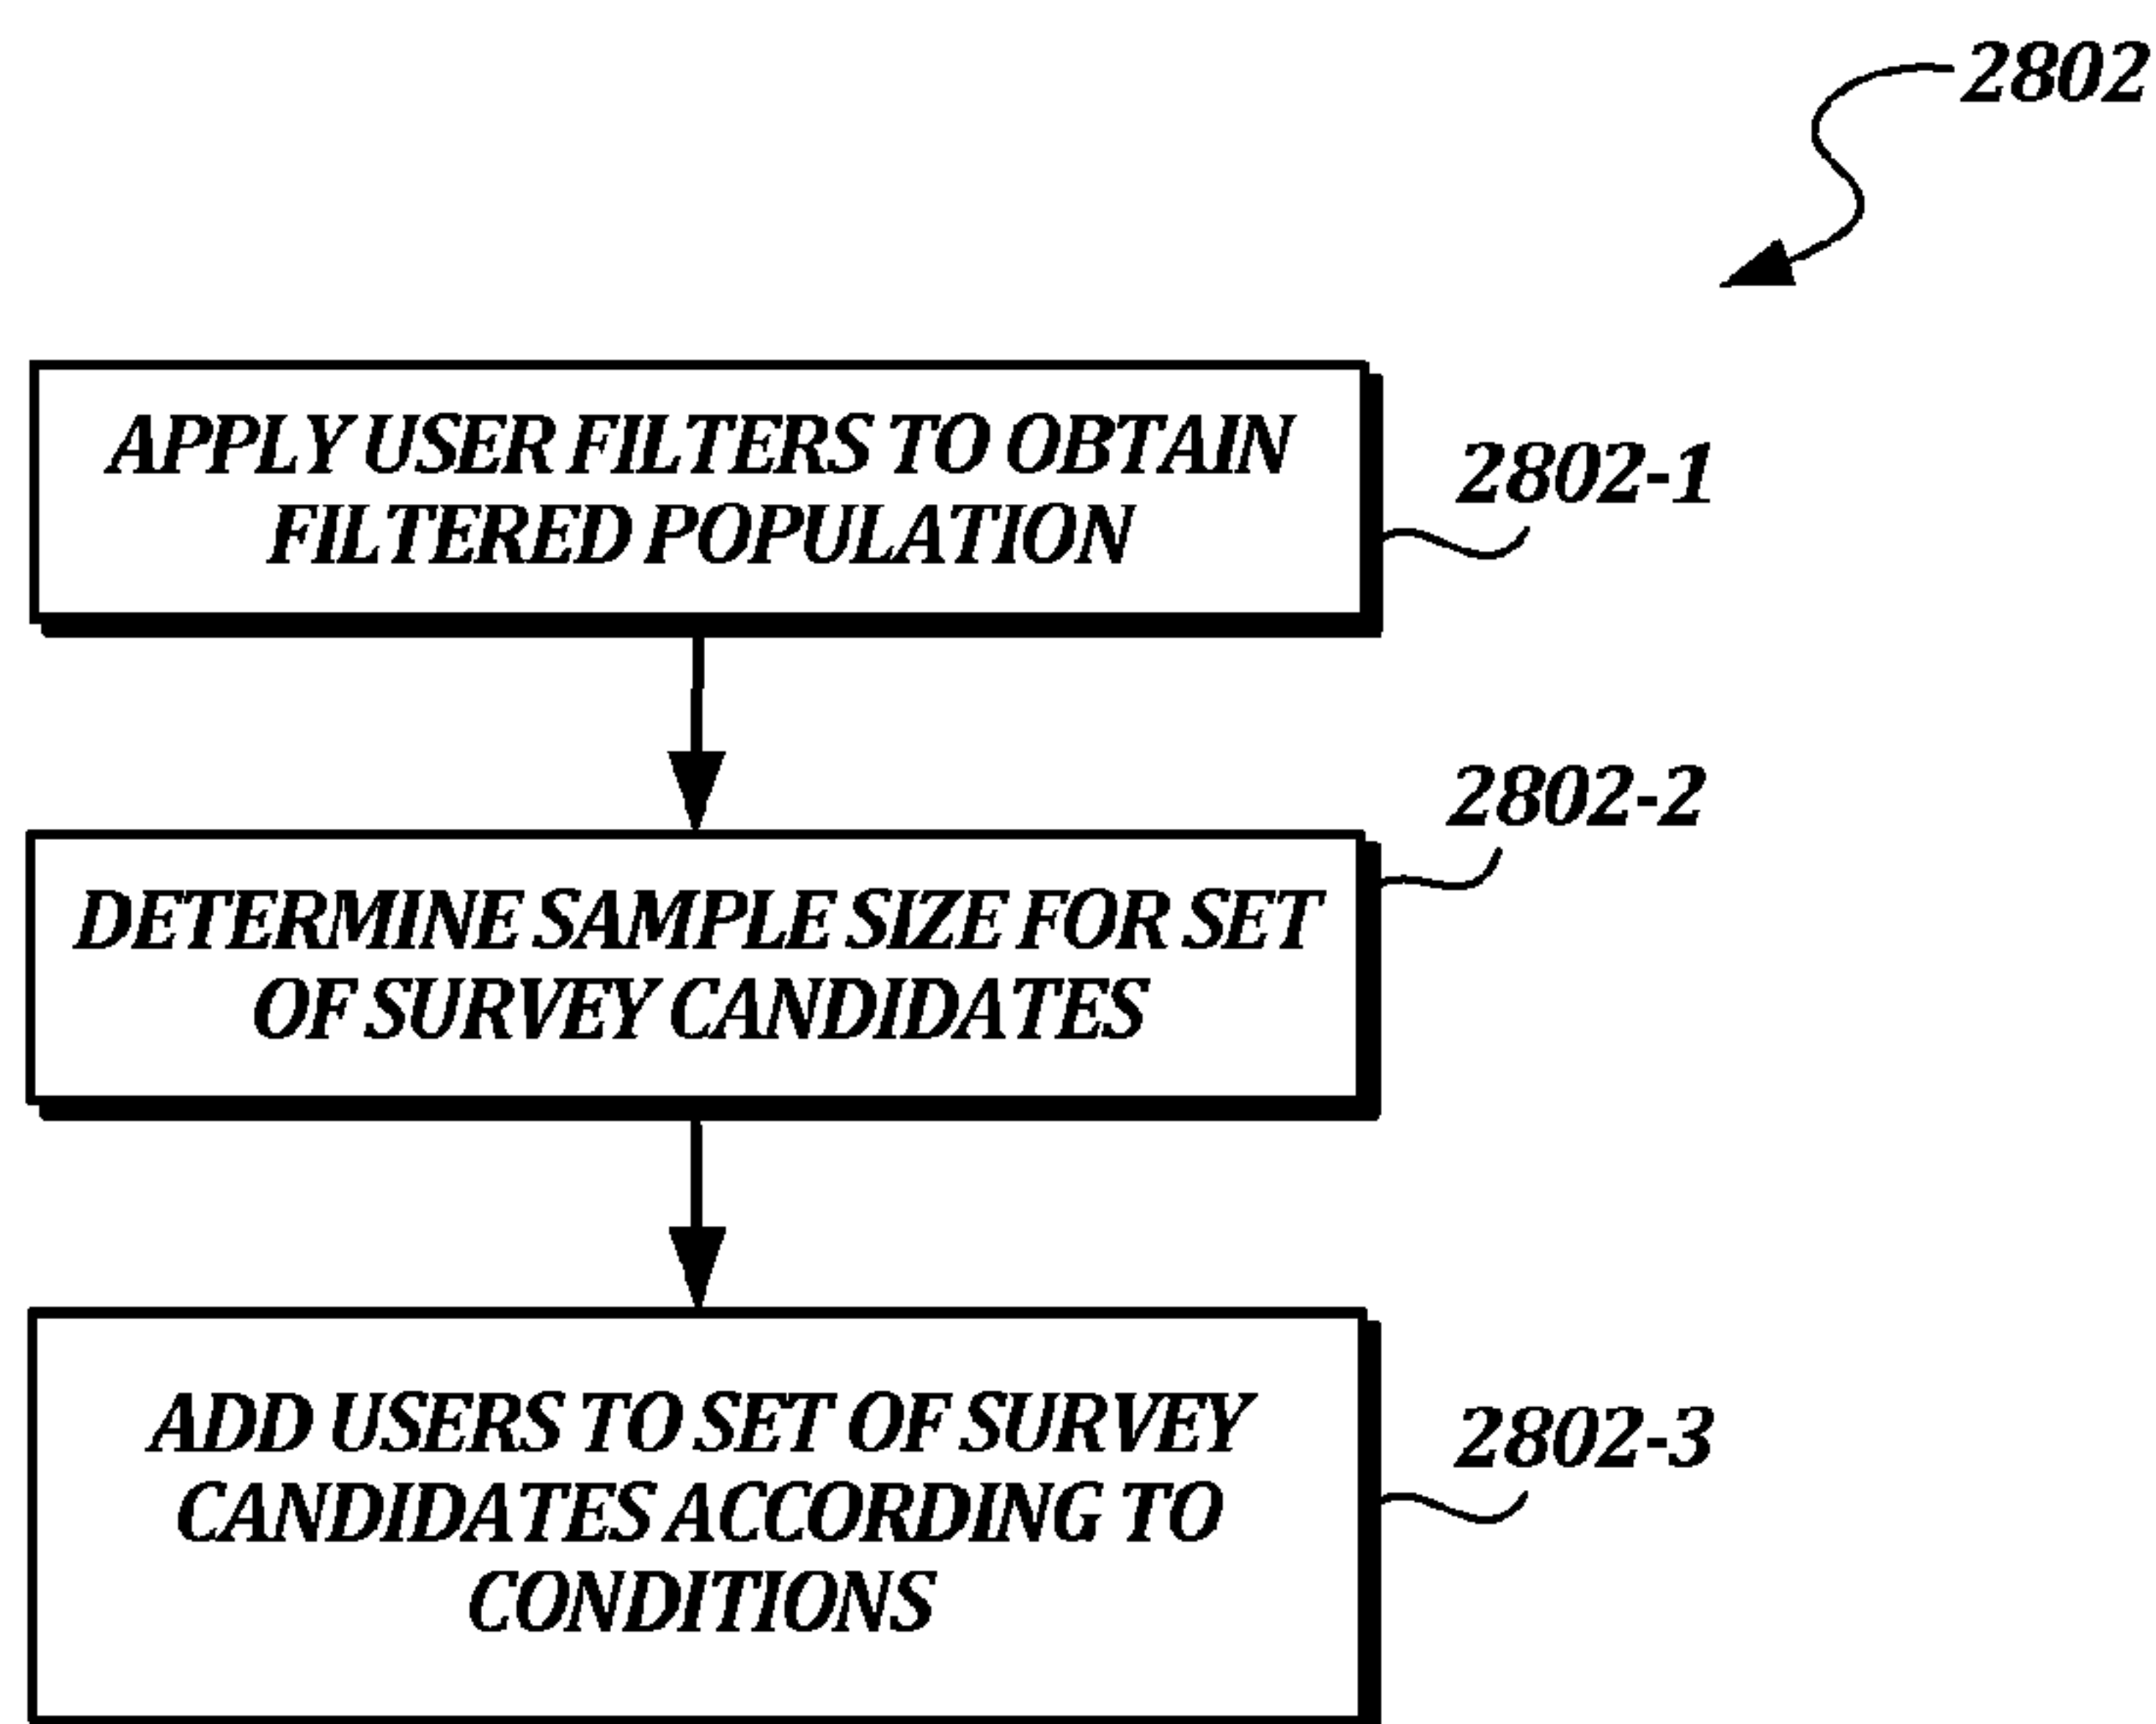 2802
APPLY USER FILTERS TO OBTAIN
FILTERED POPULATION
2802-1
2802-2
DETERMINE SAMPLE SIZE FOR SET
OF SURVEY CANDIDATES
ADD USERS TO SET OF SURVEY
CANDIDATES ACCORDING TO
CONDITIONS
2802-3